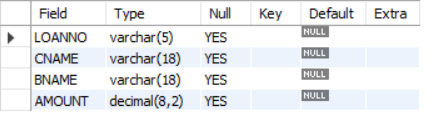 Field Type Null Key Default Extra
LOANNO varchar(5) YES NULL
CNAME varchar(18) YES NULL
BNAME varchar(18) YES NULL
AMOUNT decimal(8,2) YES NULL